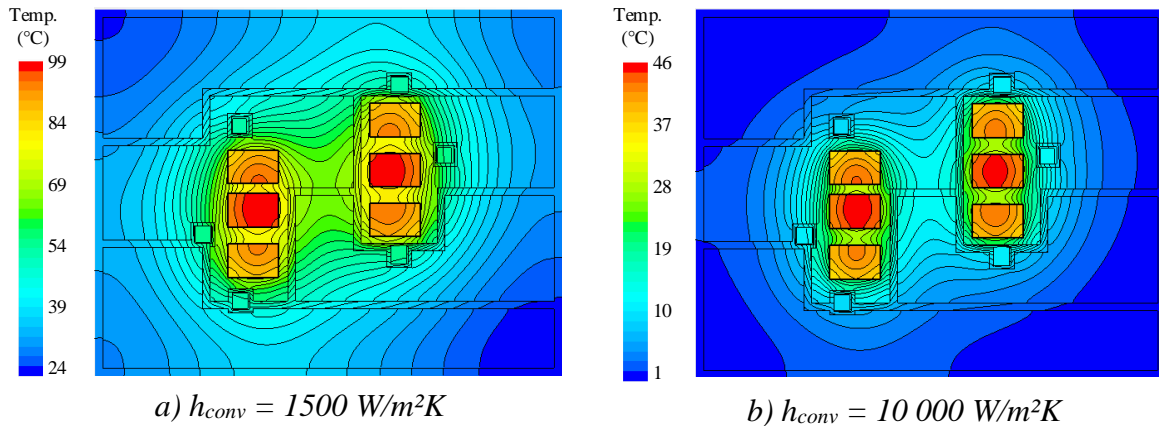 Temp.
(°C)
99
84
69
54
39
24
a) hconv = 1500 W/m²K
Temp.
(°C)
46
37
28
19
10
1
b) hconv = 10 000 W/m²K